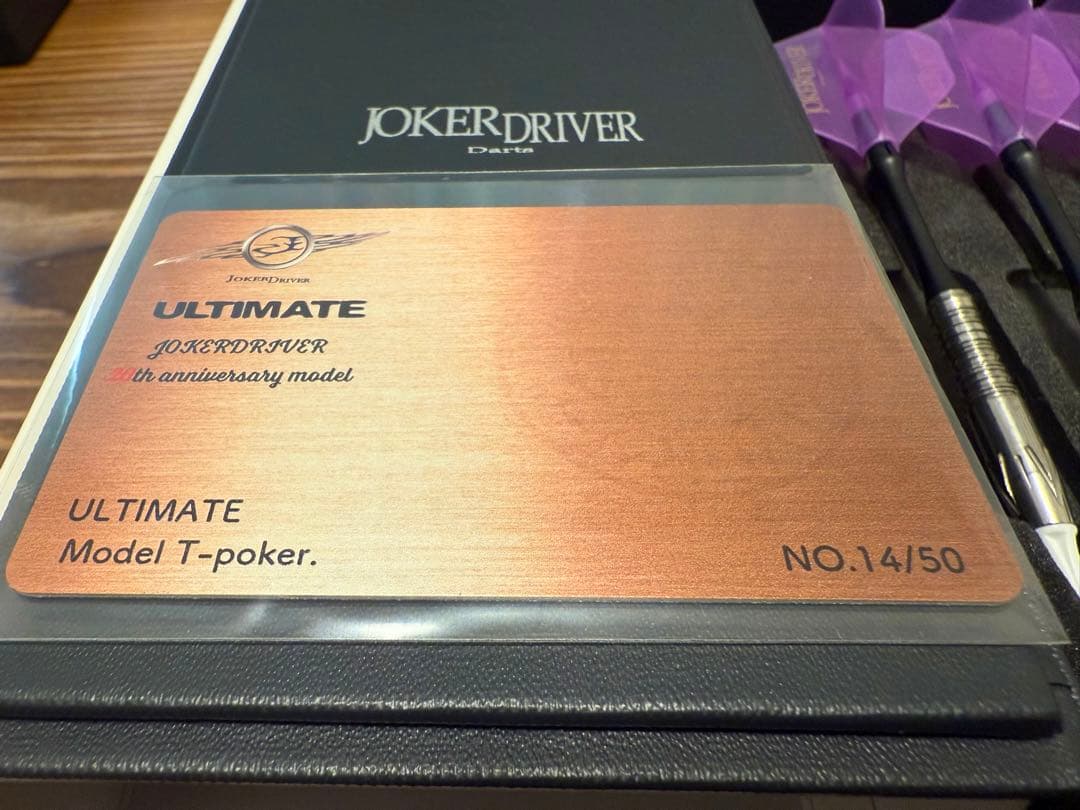 JOKERDRIVER
Darts
JOKERDRIVER
ULTIMATE
JOKERDRIVER
20th anniversary model
ULTIMATE
Model T-poker.
NO.14/50